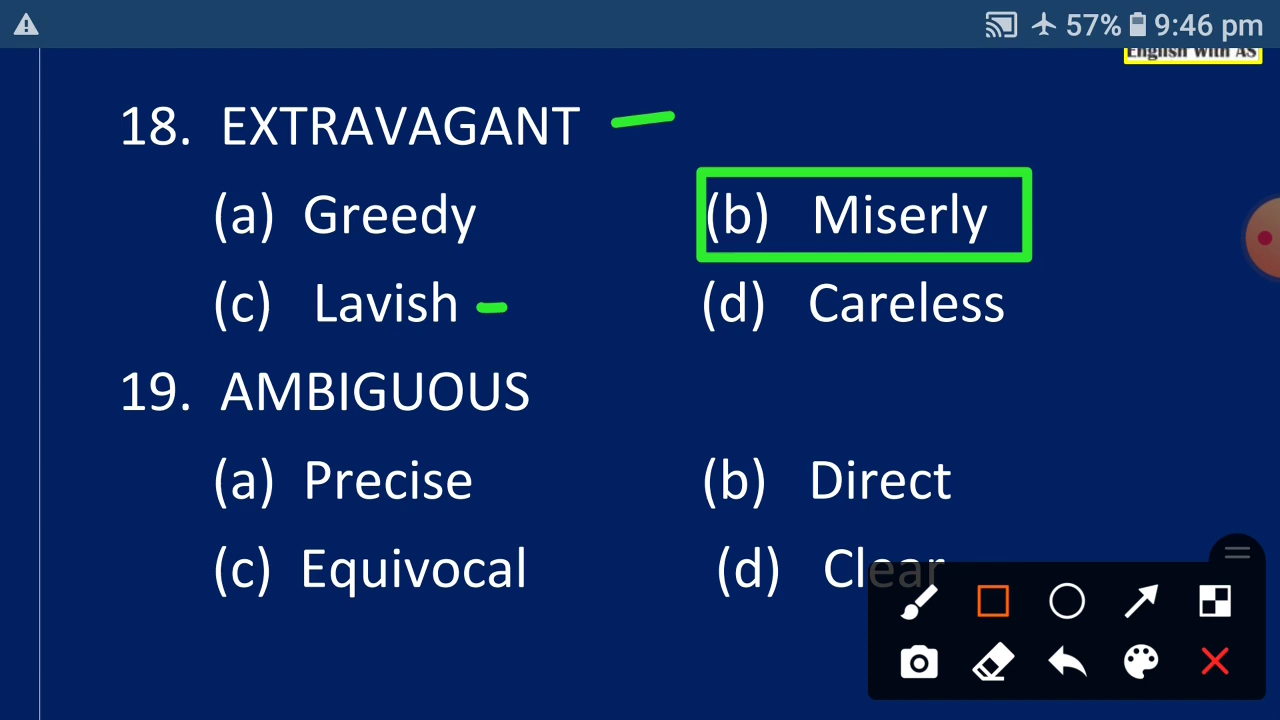 57% 9:46 pm
English With AS
18. EXTRAVAGANT
(a) Greedy (b) Miserly
(c) Lavish (d) Careless
19. AMBIGUOUS
(a) Precise (b) Direct
(c) Equivocal (d) Clear